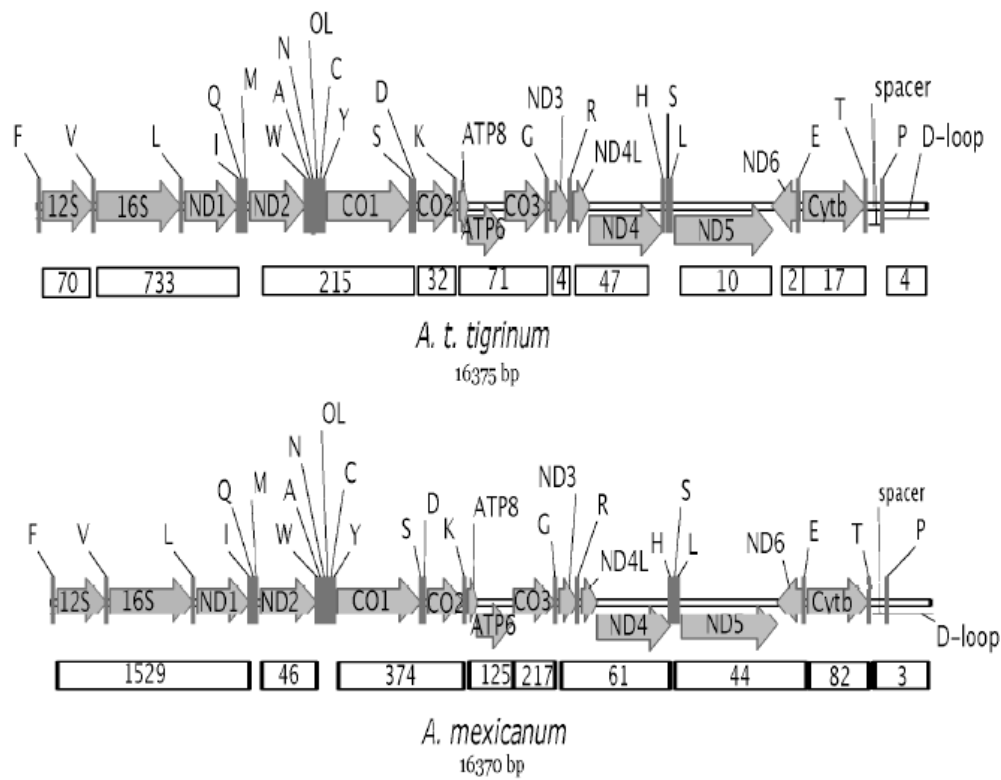 OL
N
C
M
A
Q
D
Y
H
S
ND3
R
T
spacer
F
V
L
I
W
S
K
ATP8
G
ND4L
L
ND6
E
P
D-loop
12S
16S
ND1
ND2
CO1
CO2
ATP6
CO3
ND4
ND5
Cytb
70
733
215
32
71
4
47
10
2
17
4
A. t. tigrinum
16375 bp
OL
N
Q
M
A
C
ND3
S
spacer
F
V
L
I
W
Y
S
D
K
ATP8
G
R
ND4L
H
L
ND6
E
T
P
12S
16S
ND1
ND2
CO1
CO2
ATP6
CO3
ND4
ND5
Cytb
D-loop
1529
46
374
125
217
61
44
82
3
A. mexicanum
16370 bp